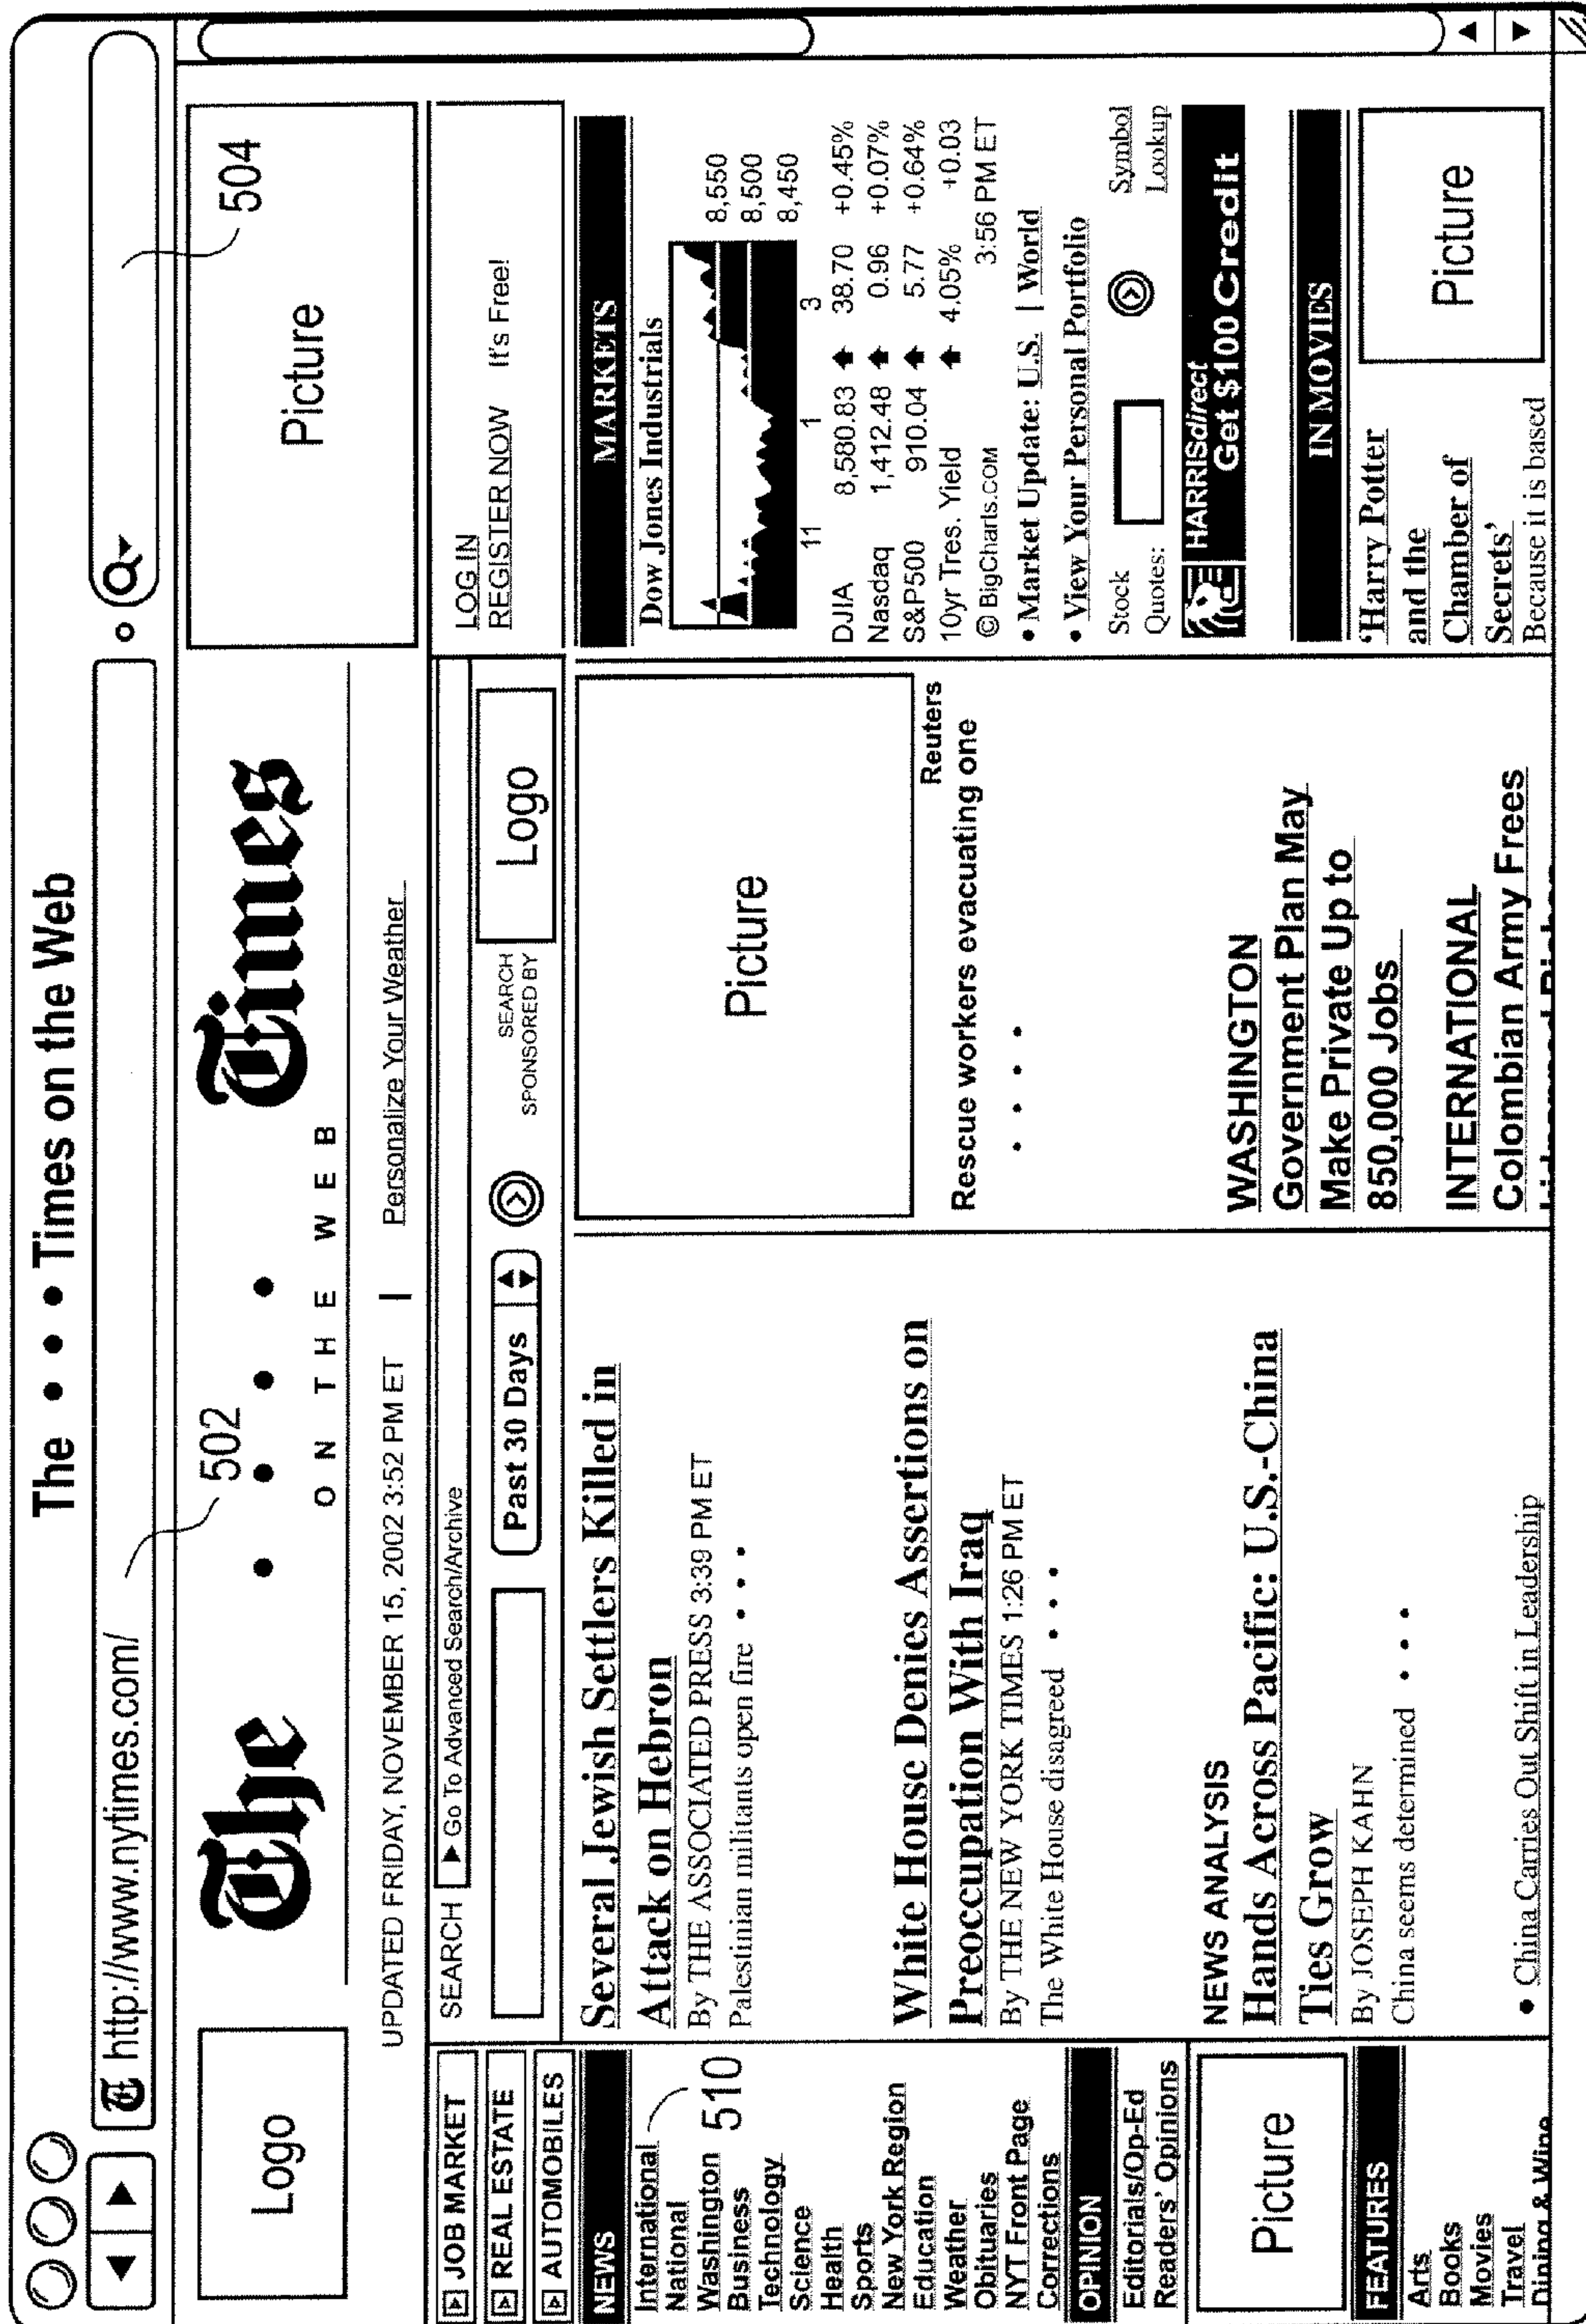 The • • • Times on the Web
http://www.nytimes.com/
502
504
Logo
The • • • • Times
ON THE WEB
Picture
UPDATED FRIDAY, NOVEMBER 15, 2002 3:52 PM ET | Personalize Your Weather
JOB MARKET
REAL ESTATE
AUTOMOBILES
SEARCH ▶ Go To Advanced Search/Archive
Past 30 Days
SEARCH
SPONSORED BY
Logo
LOG IN
REGISTER NOW It's Free!
NEWS
International
National
Washington
510
Business
Technology
Science
Health
Sports
New York Region
Education
Weather
Obituaries
NYT Front Page
Corrections
OPINION
Editorials/Op-Ed
Readers' Opinions
Picture
FEATURES
Arts
Books
Movies
Travel
Dining & Wine
Several Jewish Settlers Killed in
Attack on Hebron
By THE ASSOCIATED PRESS 3:39 PM ET
Palestinian militants open fire • • •
White House Denies Assertions on
Preoccupation With Iraq
By THE NEW YORK TIMES 1:26 PM ET
The White House disagreed • • •
NEWS ANALYSIS
Hands Across Pacific: U.S.-China
Ties Grow
By JOSEPH KAHN
China seems determined • • •
• China Carries Out Shift in Leadership
Picture
Reuters
Rescue workers evacuating one
• • • •
WASHINGTON
Government Plan May
Make Private Up to
850,000 Jobs
INTERNATIONAL
Colombian Army Frees
MARKETS
Dow Jones Industrials
8,550
8,500
8,450
11 1 3
DJIA 8,580.83 38.70 +0.45%
Nasdaq 1,412.48 0.96 +0.07%
S&P500 910.04 5.77 +0.64%
10yr Tres. Yield 4.05% +0.03
© BigCharts.COM 3:56 PM ET
• Market Update: U.S. | World
• View Your Personal Portfolio
Stock
Quotes:
Symbol
Lookup
HARRISdirect
Get $100 Credit
IN MOVIES
'Harry Potter
and the
Chamber of
Secrets'
Because it is based
Picture